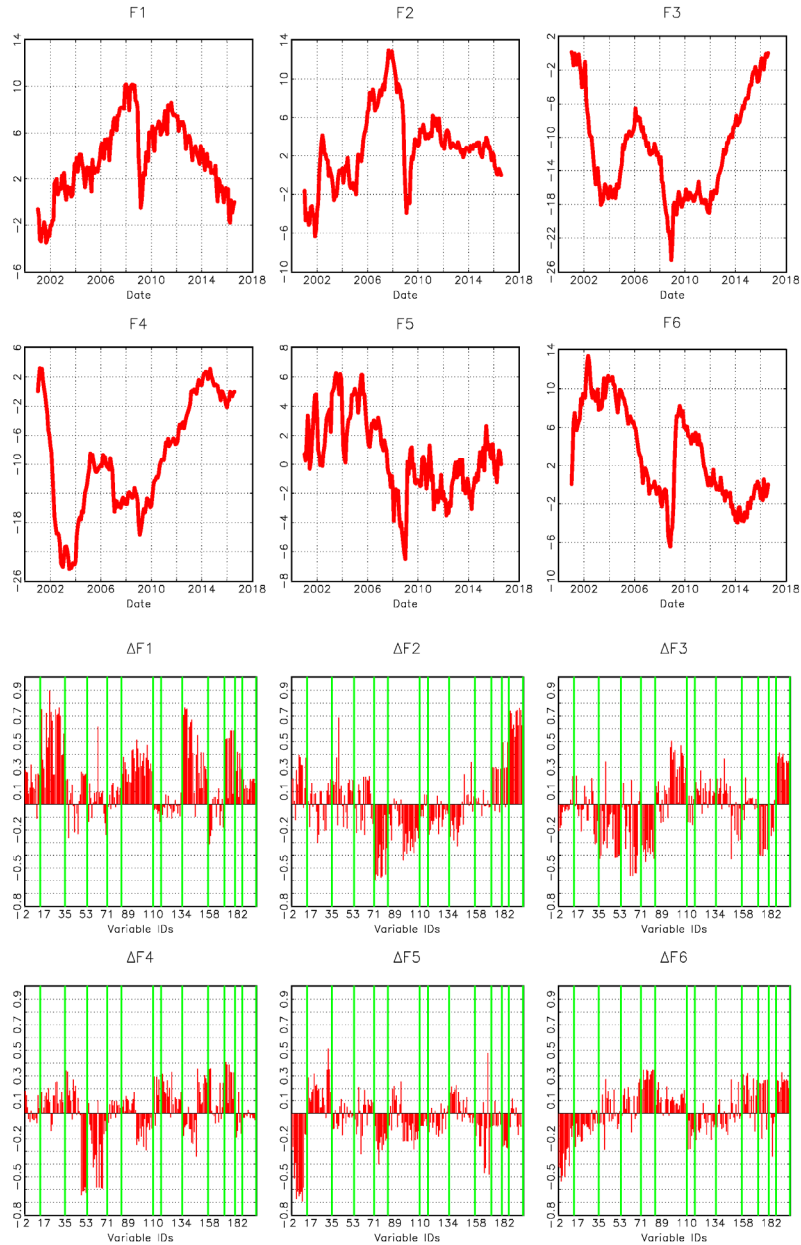 F1
14
10
6
2
−2
−6
2002 2006 2010 2014 2018
Date
F2
14
10
6
2
−2
−6
−10
2002 2006 2010 2014 2018
Date
F3
2
−2
−6
−10
−14
−18
−22
−26
2002 2006 2010 2014 2018
Date
F4
6
2
−2
−6
−10
−18
−26
2002 2006 2010 2014 2018
Date
F5
8
6
4
2
0
−2
−4
−6
−8
2002 2006 2010 2014 2018
Date
F6
14
10
6
2
−2
−6
−10
2002 2006 2010 2014 2018
Date
ΔF1
0.9
0.7
0.5
0.3
0.1
−0.2
−0.5
−0.8
2 17 35 53 71 89 110 134 158 182
Variable IDs
ΔF2
0.9
0.7
0.5
0.3
0.1
−0.2
−0.5
−0.8
2 17 35 53 71 89 110 134 158 182
Variable IDs
ΔF3
0.9
0.7
0.5
0.3
0.1
−0.2
−0.5
−0.8
2 17 35 53 71 89 110 134 158 182
Variable IDs
ΔF4
0.9
0.7
0.5
0.3
0.1
−0.2
−0.5
−0.8
2 17 35 53 71 89 110 134 158 182
Variable IDs
ΔF5
0.9
0.7
0.5
0.3
0.1
−0.2
−0.5
−0.8
2 17 35 53 71 89 110 134 158 182
Variable IDs
ΔF6
0.9
0.7
0.5
0.3
0.1
−0.2
−0.5
−0.8
2 17 35 53 71 89 110 134 158 182
Variable IDs